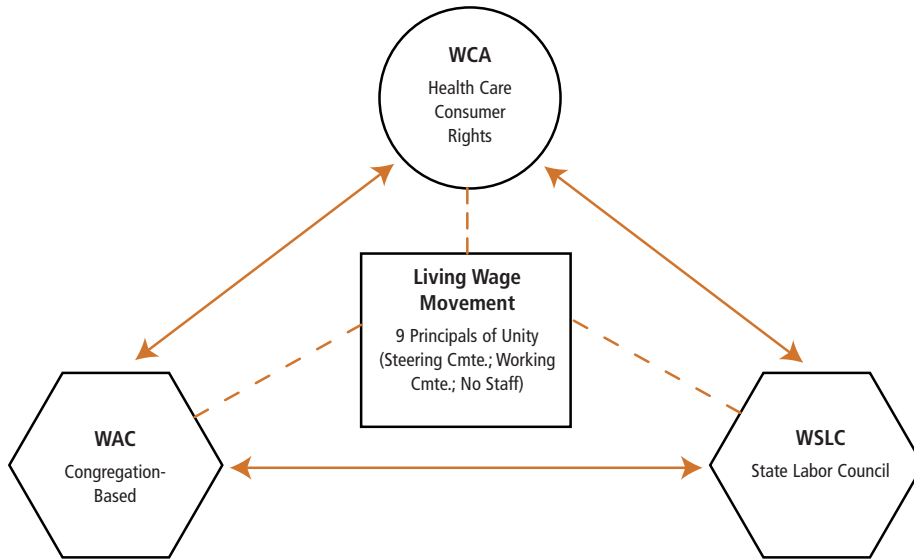 WCA
Health Care
Consumer
Rights
Living Wage
Movement
9 Principals of Unity
(Steering Cmte.; Working
Cmte.; No Staff)
WAC
Congregation-
Based
WSLC
State Labor Council